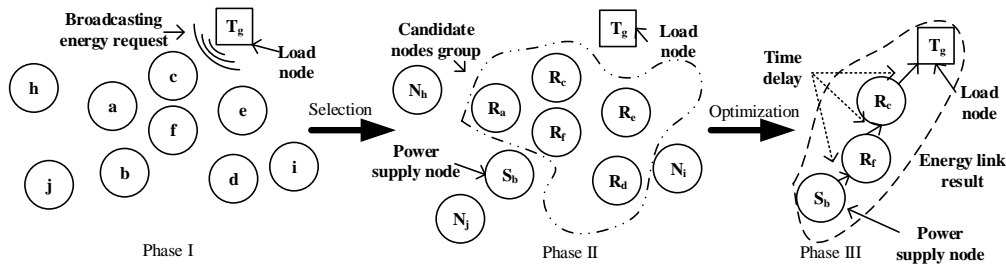 Broadcasting
energy request
Tg
Load
node
h
a
c
f
e
b
j
d
i
Phase I
Selection
Candidate
nodes group
Tg
Load
node
Nh
Ra
Rc
Rf
Re
Power
supply node
Sb
Rd
Ni
Nj
Phase II
Optimization
Time
delay
Tg
Rc
Load
node
Rf
Energy link
result
Sb
Power
supply node
Phase III